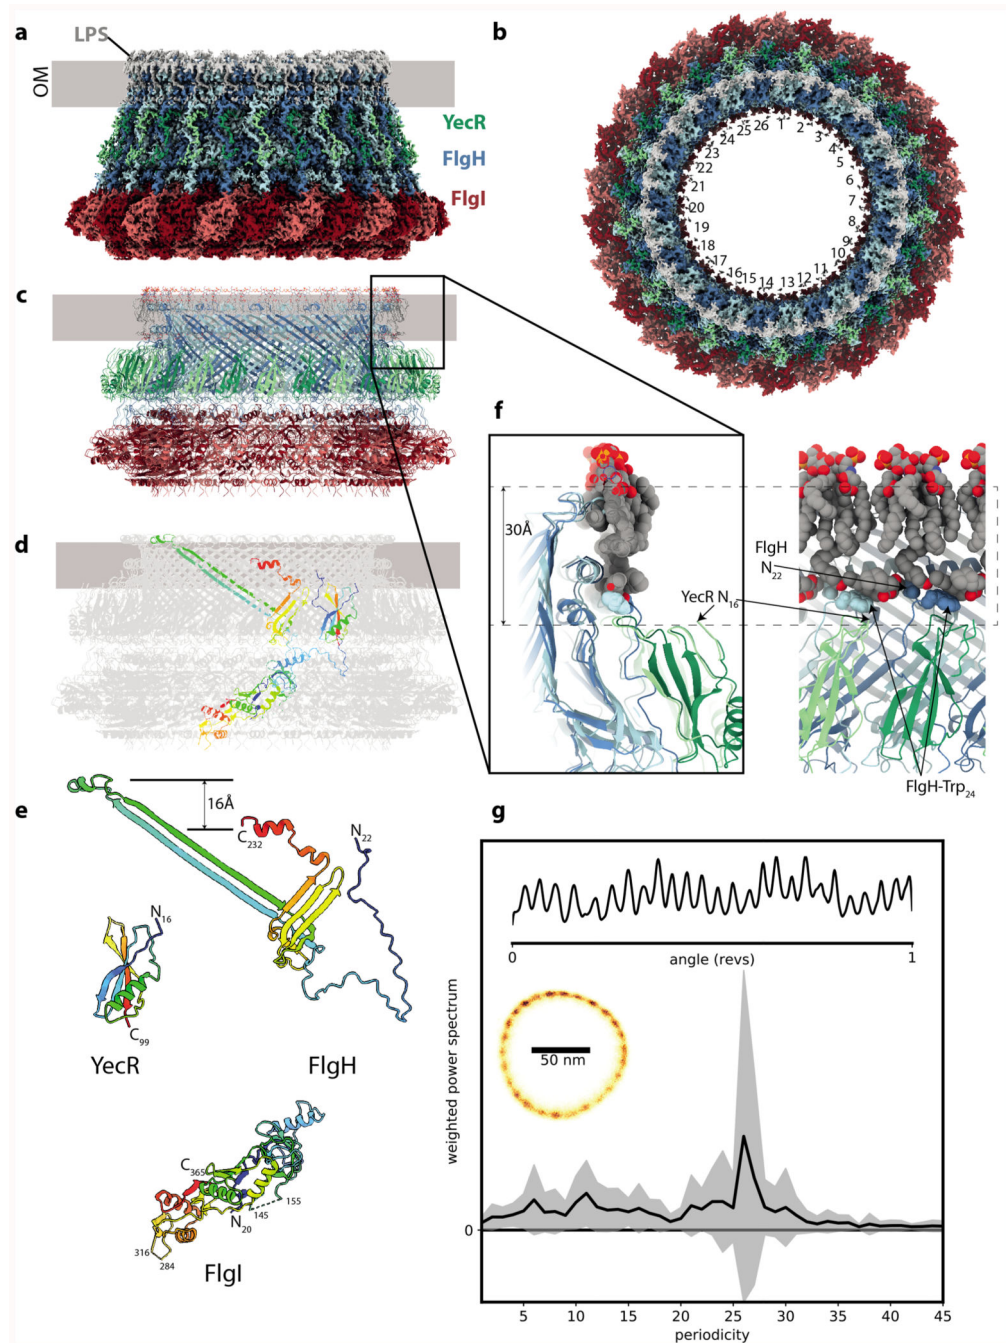 a
LPS
OM
YecR
FlgH
FlgI
b
26 1 2 3 4 5 6 7 8 9 10 11 12 13 14 15 16 17 18 19 20 21 22 23 24 25
c
d
e
16Å
C232
N22
N16
C99
YecR
FlgH
C365
N20
145
155
316
284
FlgI
f
30Å
FlgH
N22
YecR N16
FlgH-Trp24
g
0
angle (revs)
1
50 nm
weighted power spectrum
0
5 10 15 20 25 30 35 40 45
periodicity